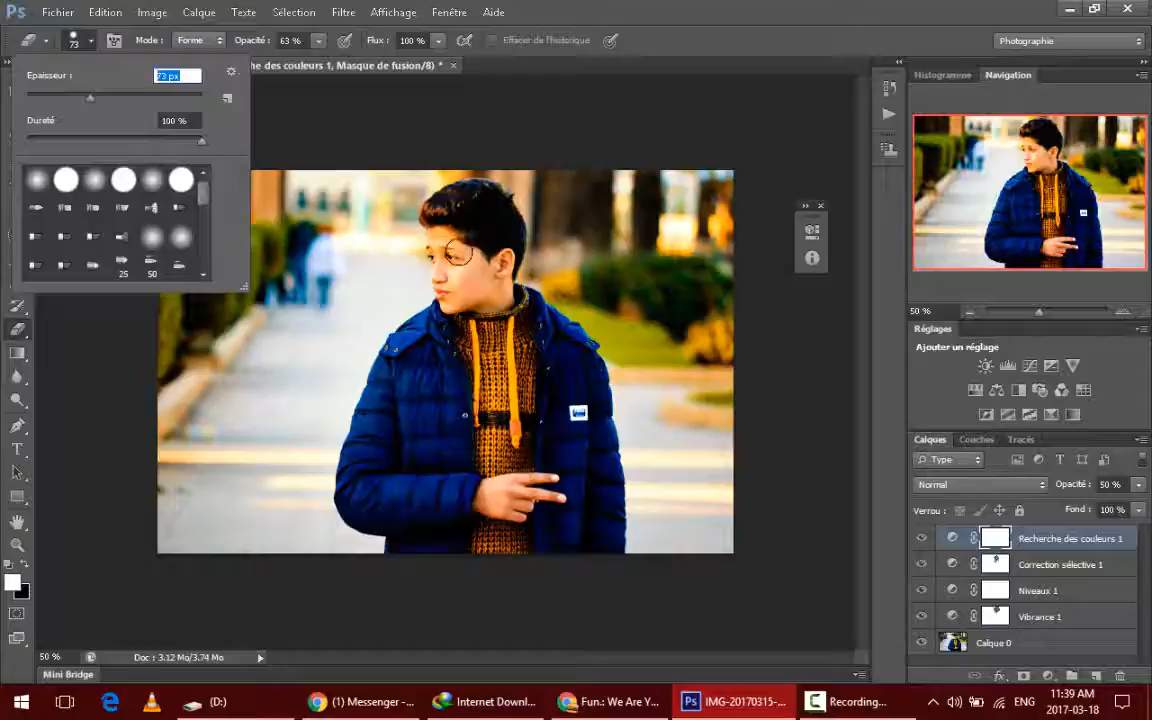 Ps Fichier Edition Image Calque Texte Sélection Filtre Affichage Fenêtre Aide
73 Mode : Forme Opacité : 63 % Flux : 100 % Effacer de l'historique Photographie
Epaisseur : 73 px
he des couleurs 1, Masque de fusion/8) *
Dureté 100 %
25 50
Histogramme Navigation
50 %
Réglages
Ajouter un réglage
Calques Couches Tracés
Type
Normal Opacité : 50 %
Verrou : Fond : 100 %
Recherche des couleurs 1
Correction sélective 1
Niveaux 1
Vibrance 1
Calque 0
fx
50 % Doc : 3.12 Mo/3.74 Mo
Mini Bridge
(D:) (1) Messenger -... Internet Downl... Fun.: We Are Y... Ps IMG-20170315-... Recording... ENG
11:39 AM
2017-03-18